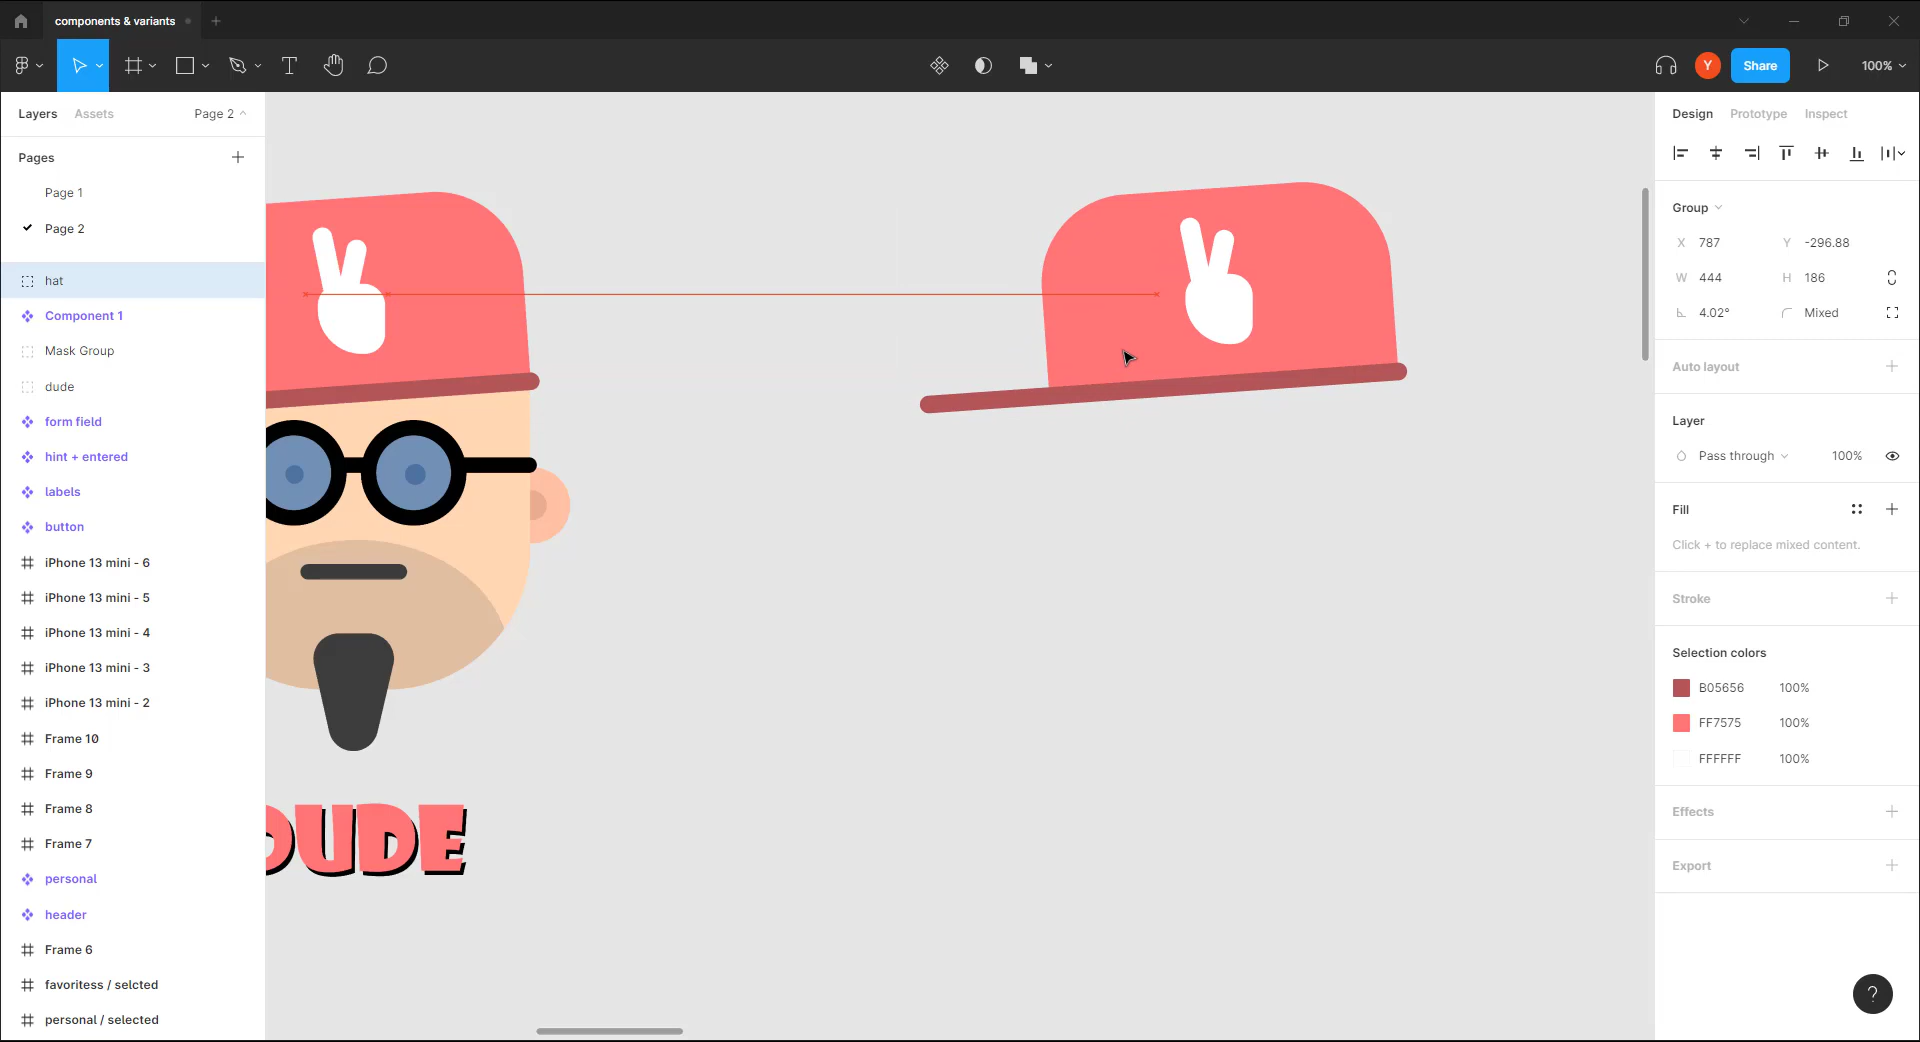 components & variants
Share
Y
100%
Layers
Assets
Page 2
Pages
Page 1
Page 2
hat
Component 1
Mask Group
dude
form field
hint + entered
labels
button
iPhone 13 mini - 6
iPhone 13 mini - 5
iPhone 13 mini - 4
iPhone 13 mini - 3
iPhone 13 mini - 2
Frame 10
Frame 9
Frame 8
Frame 7
personal
header
Frame 6
favoritess / selcted
personal / selected
DUDE
Design
Prototype
Inspect
Group
X 787
Y -296.88
W 444
H 186
4.02°
Mixed
Auto layout
Layer
Pass through
100%
Fill
Click + to replace mixed content.
Stroke
Selection colors
B05656 100%
FF7575 100%
FFFFFF 100%
Effects
Export
?